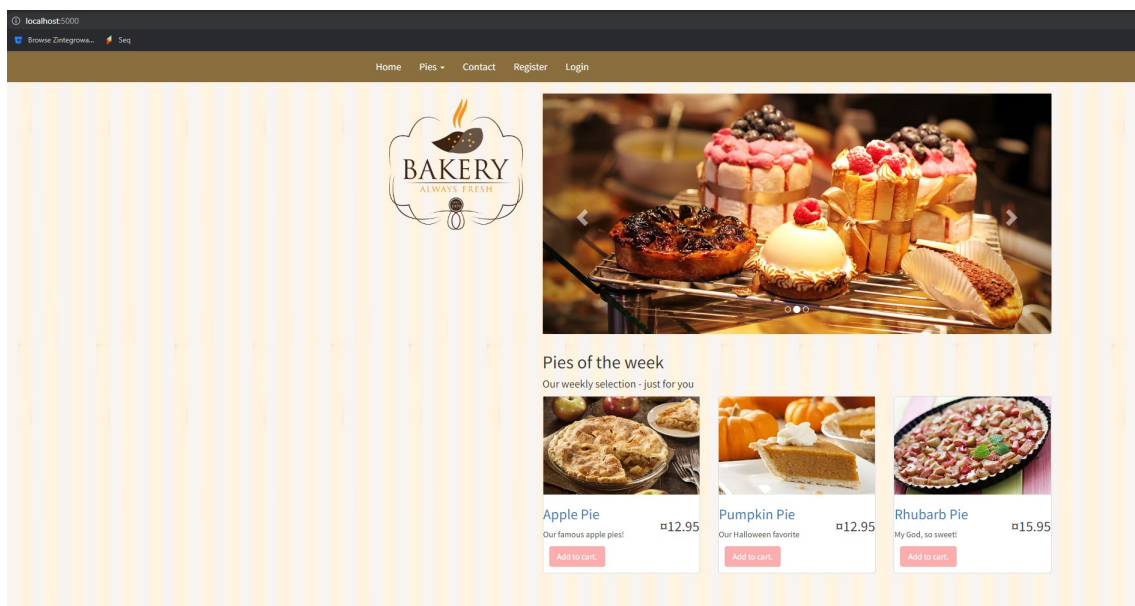 localhost:5000
Browse Zintegrowa... Seq
Home Pies Contact Register Login
BAKERY
ALWAYS FRESH
Pies of the week
Our weekly selection - just for you
Apple Pie ¤12.95
Our famous apple pies!
Add to cart.
Pumpkin Pie ¤12.95
Our Halloween favorite
Add to cart.
Rhubarb Pie ¤15.95
My God, so sweet!
Add to cart.